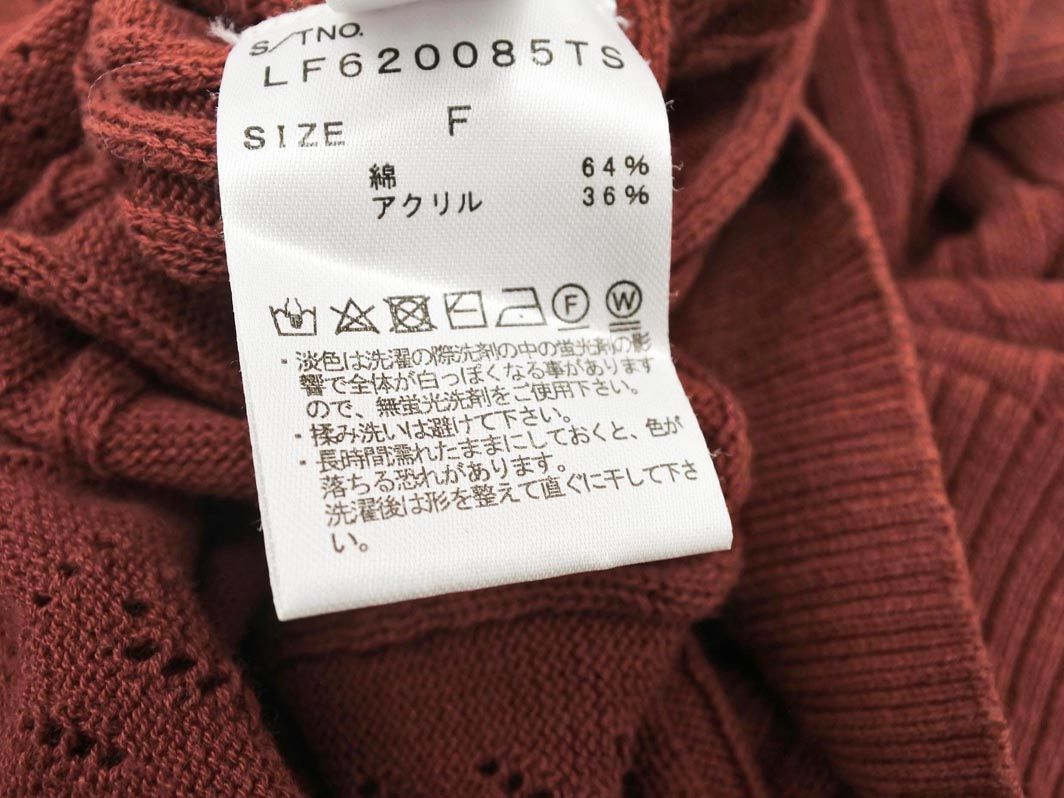 S/TNO.
LF620085TS
SIZE F
綿 64%
アクリル 36%
F W
・淡色は洗濯の際洗剤の中の蛍光剤の影
響で全体が白っぽくなる事があります
ので、無蛍光洗剤をご使用下さい。
・揉み洗いは避けて下さい。
・長時間濡れたままにしておくと、色が
落ちる恐れがあります。
洗濯後は形を整えて直ぐに干して下さ
い。